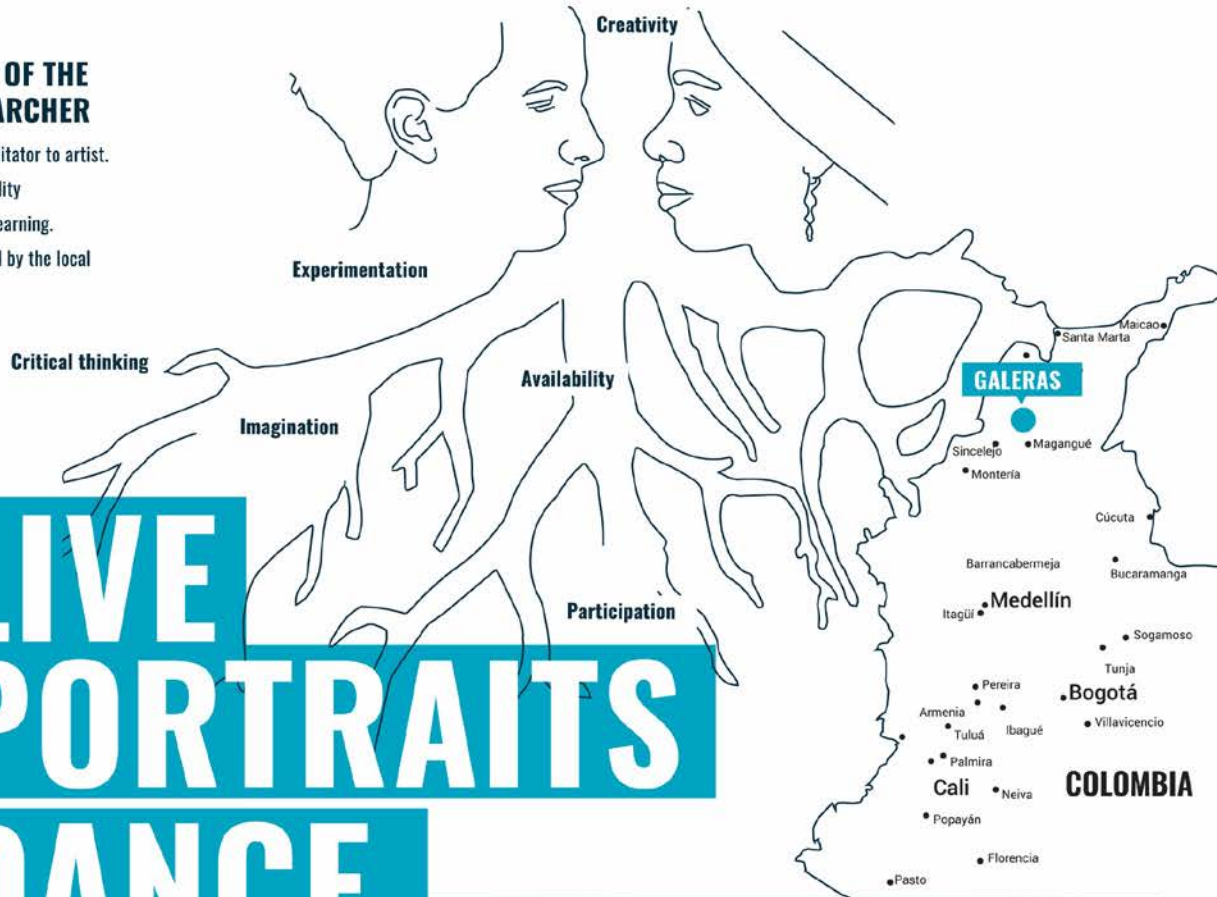 Creativity
OF THE
ARCHER
itator to artist.
lity
earning.
l by the local
Experimentation
Critical thinking
Availability
Imagination
Participation
LIVE
PORTRAITS
DANCE
Maicao
Santa Marta
GALERAS
Sincelejo
Magangué
Montería
Cúcuta
Barrancabermeja
Bucaramanga
Medellín
Itagüí
Sogamoso
Tunja
Pereira
Bogotá
Armenia
Ibagué
Villavicencio
Tuluá
Palmira
Cali
Neiva
COLOMBIA
Popayán
Florencia
Pasto